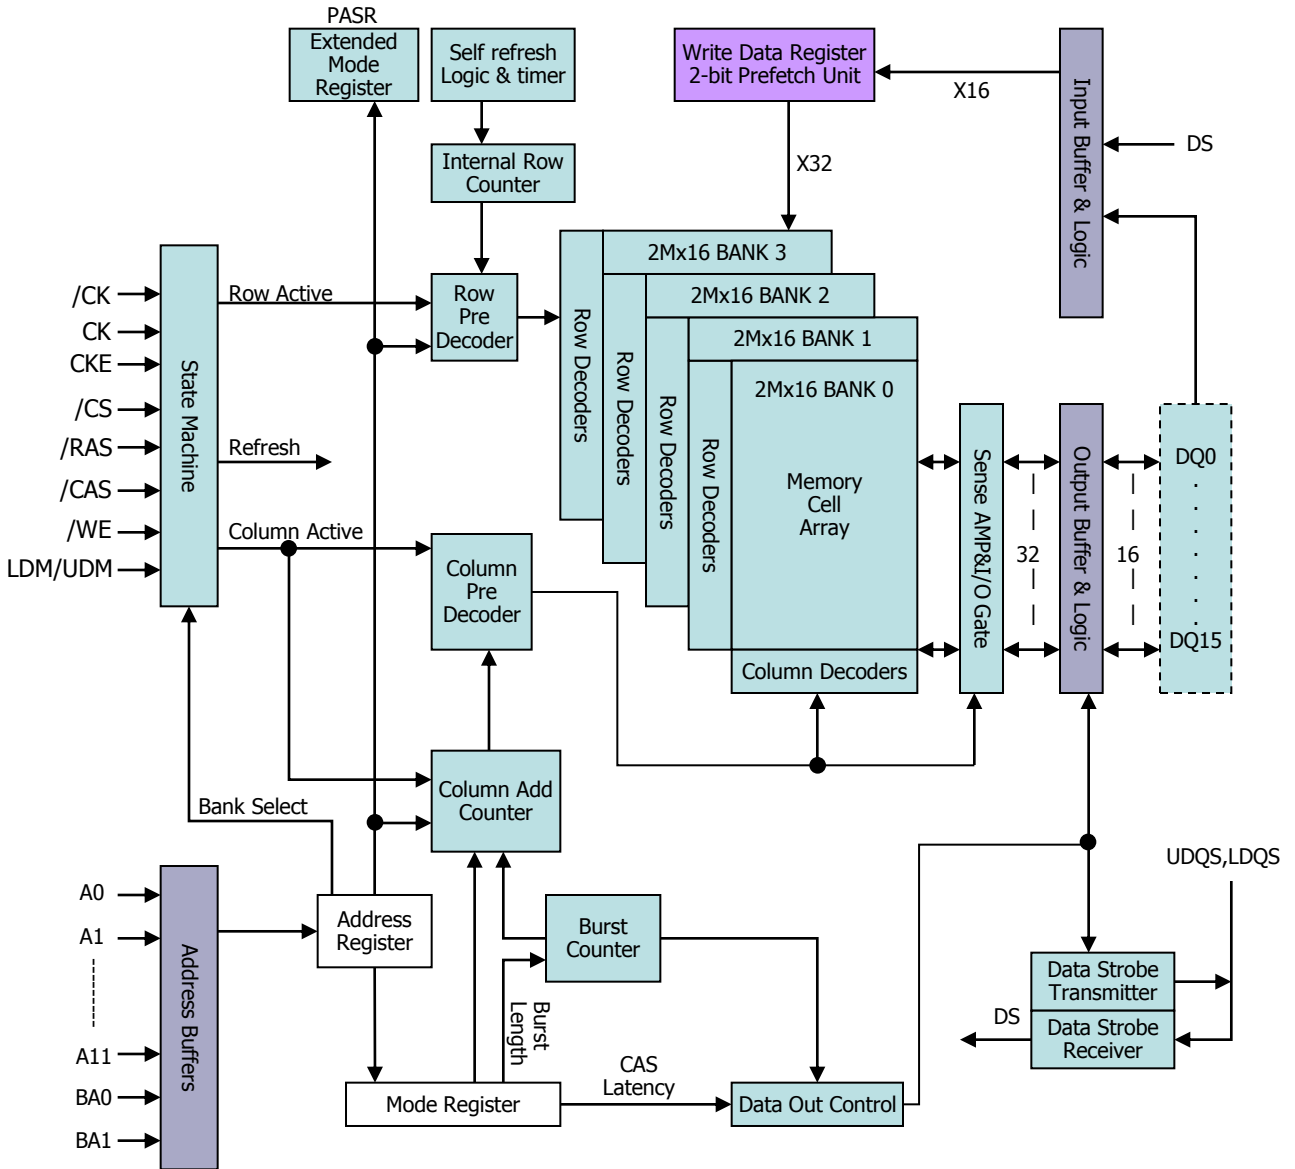 PASR
Extended
Mode
Register
Self refresh
Logic & timer
Write Data Register
2-bit Prefetch Unit
X16
Input Buffer & Logic
DS
Internal Row
Counter
X32
2Mx16 BANK 3
2Mx16 BANK 2
2Mx16 BANK 1
2Mx16 BANK 0
Row Decoders
Row Decoders
Row Decoders
Row Decoders
Memory
Cell
Array
Column Decoders
/CK
CK
CKE
/CS
/RAS
/CAS
/WE
LDM/UDM
State Machine
Row Active
Refresh
Column Active
Row
Pre
Decoder
Column
Pre
Decoder
Sense AMP&I/O Gate
32
Output Buffer & Logic
16
DQ0
.
.
.
.
.
.
.
DQ15
Bank Select
Column Add
Counter
A0
A1
A11
BA0
BA1
Address Buffers
Address
Register
Burst
Counter
Burst
Length
Mode Register
CAS
Latency
Data Out Control
UDQS,LDQS
Data Strobe
Transmitter
DS
Data Strobe
Receiver